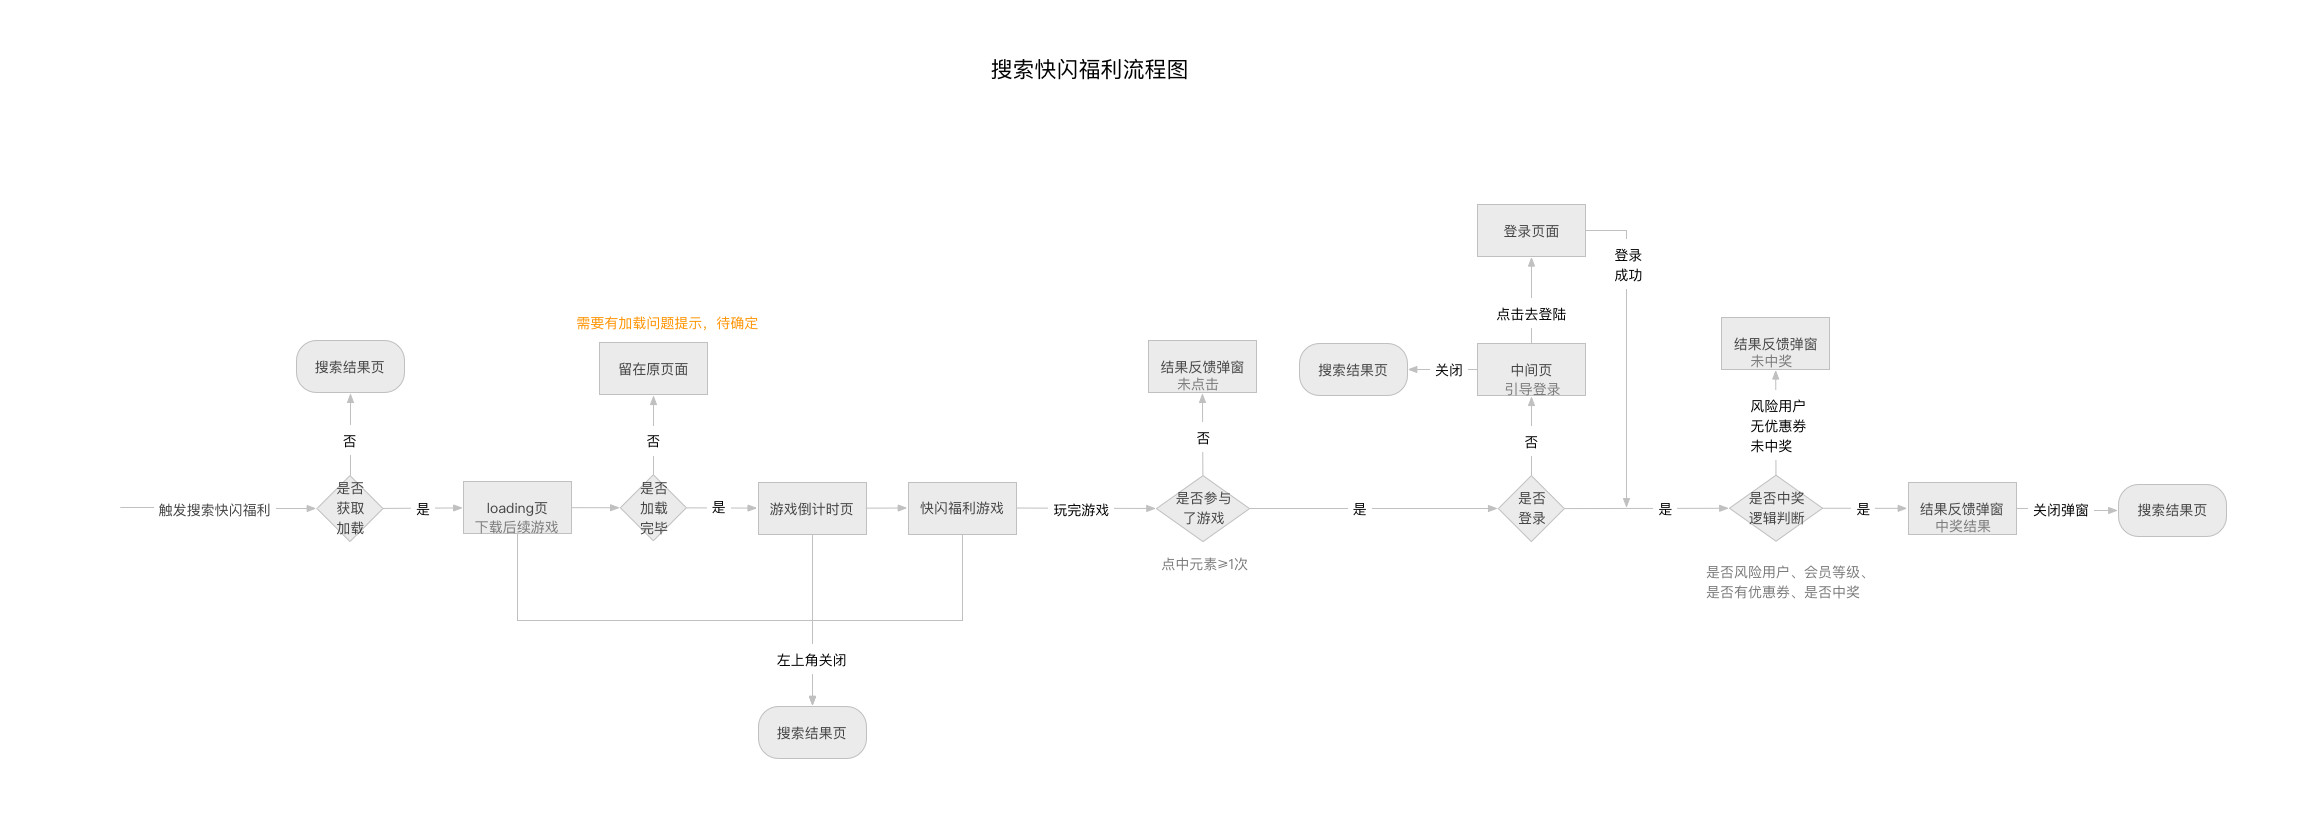 搜索快闪福利流程图
登录页面
登录
成功
点击去登陆
需要有加载问题提示，待确定
搜索结果页
留在原页面
结果反馈弹窗
未点击
搜索结果页
关闭
中间页
引导登录
结果反馈弹窗
未中奖
风险用户
无优惠券
未中奖
否
否
否
否
触发搜索快闪福利
是否
获取
加载
是
loading页
下载后续游戏
是否
加载
完毕
是
游戏倒计时页
快闪福利游戏
玩完游戏
是否参与
了游戏
是
是否
登录
是
是否中奖
逻辑判断
是
结果反馈弹窗
中奖结果
关闭弹窗
搜索结果页
点中元素≥1次
是否风险用户、会员等级、
是否有优惠券、是否中奖
左上角关闭
搜索结果页